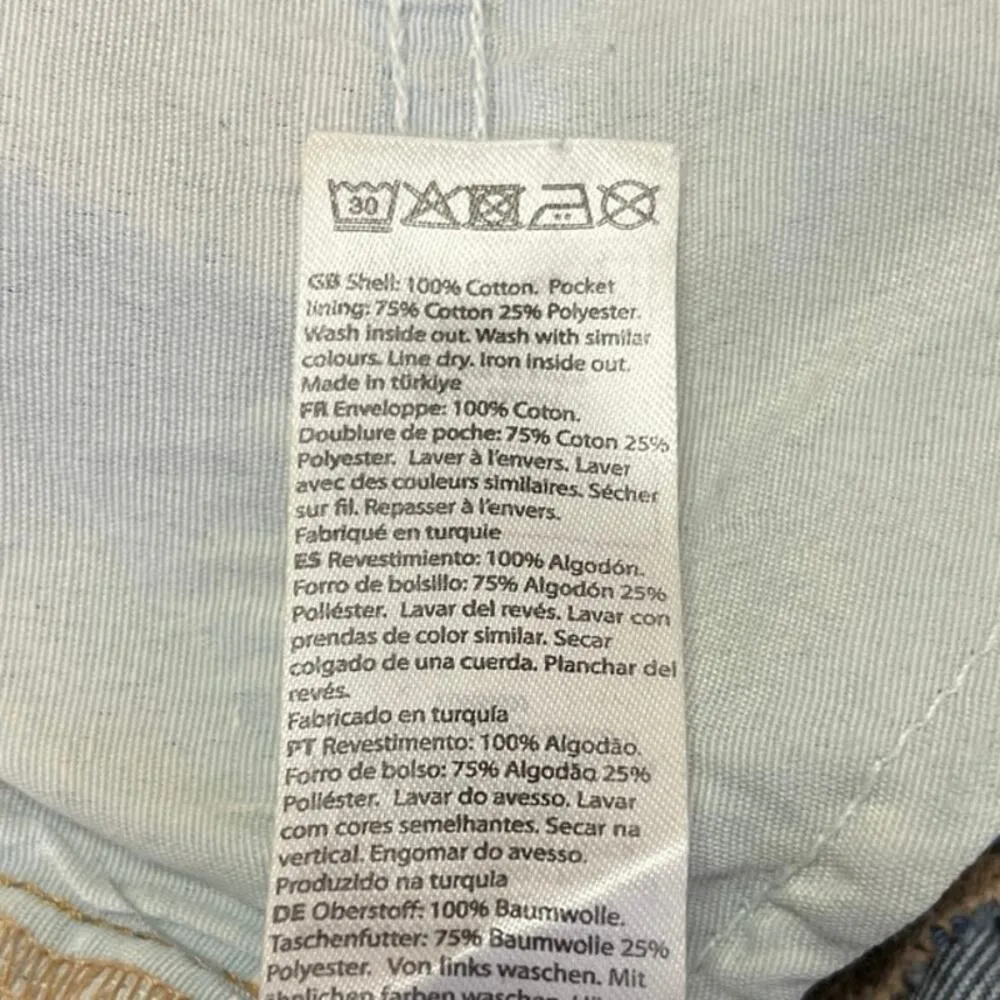 30
GB Shell: 100% Cotton. Pocket
lining: 75% Cotton 25% Polyester.
Wash inside out. Wash with similar
colours. Line dry. Iron inside out.
Made in türkiye
FR Enveloppe: 100% Coton.
Doublure de poche: 75% Coton 25%
Polyester. Laver à l'envers. Laver
avec des couleurs similaires. Sécher
sur fil. Repasser à l'envers.
Fabriqué en turquie
ES Revestimiento: 100% Algodón.
Forro de bolsillo: 75% Algodón 25%
Poliéster. Lavar del revés. Lavar con
prendas de color similar. Secar
colgado de una cuerda. Planchar del
revés.
Fabricado en turquía
PT Revestimento: 100% Algodão.
Forro de bolso: 75% Algodão 25%
Poliéster. Lavar do avesso. Lavar
com cores semelhantes. Secar na
vertical. Engomar do avesso.
Produzido na turquia
DE Oberstoff: 100% Baumwolle.
Taschenfutter: 75% Baumwolle 25%
Polyester. Von links waschen. Mit
ähnlichen farben waschen.